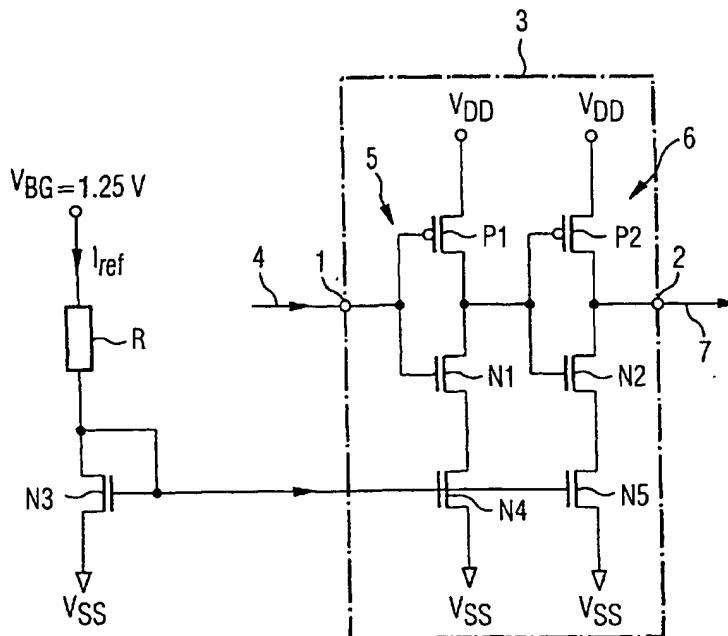 3
V_DD V_DD
5 6
V_BG = 1.25 V
P1 P2
I_ref
4 1 2
R
7
N1 N2
N3 N4 N5
V_SS V_SS V_SS